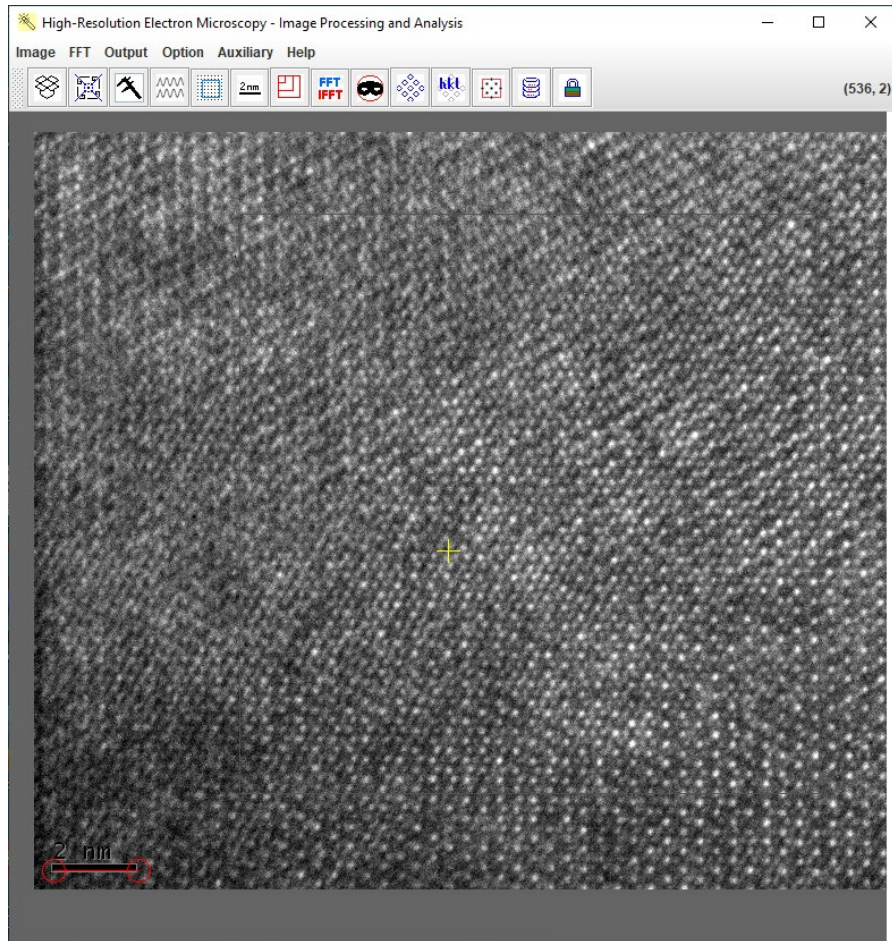 High-Resolution Electron Microscopy - Image Processing and Analysis
Image FFT Output Option Auxiliary Help
2nm
FFT
IFFT
hkl
(536, 2)
2 nm